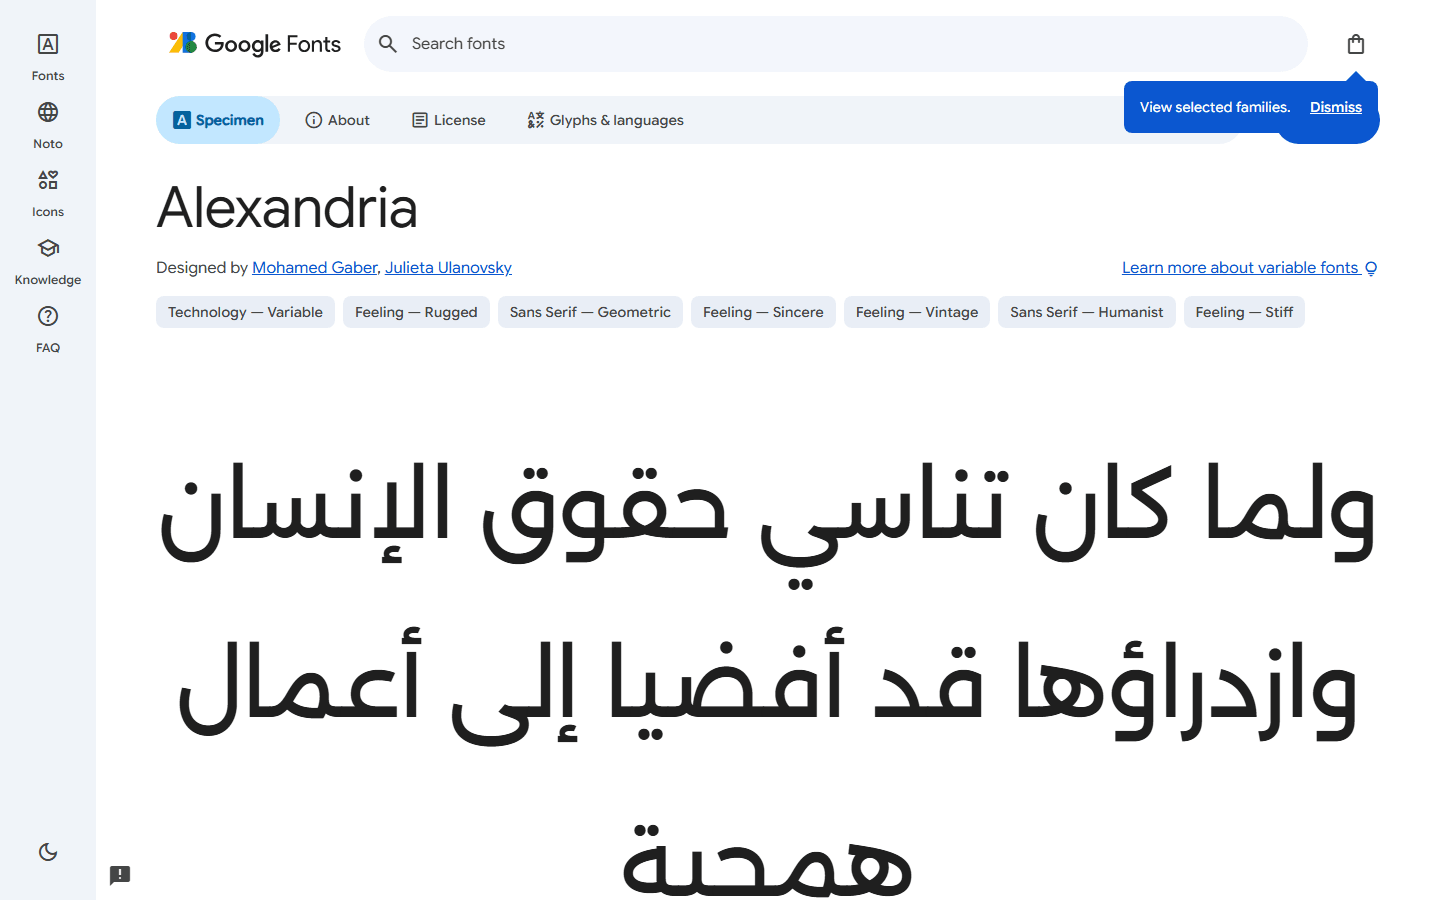 Fonts
Noto
Icons
Knowledge
FAQ
Google Fonts
Search fonts
View selected families. Dismiss
Specimen About License Glyphs & languages
Alexandria
Designed by Mohamed Gaber, Julieta Ulanovsky
Learn more about variable fonts
Technology — Variable
Feeling — Rugged
Sans Serif — Geometric
Feeling — Sincere
Feeling — Vintage
Sans Serif — Humanist
Feeling — Stiff
ولما كان تناسي حقوق الإنسان
وازدراؤها قد أفضيا إلى أعمال
همجية